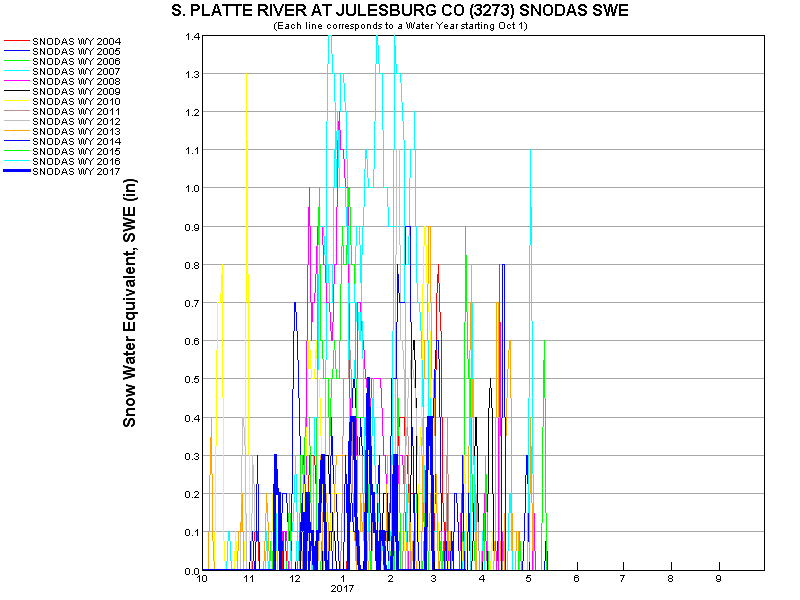 S. PLATTE RIVER AT JULESBURG CO (3273) SNODAS SWE
(Each line corresponds to a Water Year starting Oct 1)
SNODAS WY 2004
SNODAS WY 2005
SNODAS WY 2006
SNODAS WY 2007
SNODAS WY 2008
SNODAS WY 2009
SNODAS WY 2010
SNODAS WY 2011
SNODAS WY 2012
SNODAS WY 2013
SNODAS WY 2014
SNODAS WY 2015
SNODAS WY 2016
SNODAS WY 2017
Snow Water Equivalent, SWE (in)
1.4
1.3
1.2
1.1
1.0
0.9
0.8
0.7
0.6
0.5
0.4
0.3
0.2
0.1
0.0
10 11 12 1 2 3 4 5 6 7 8 9
2017